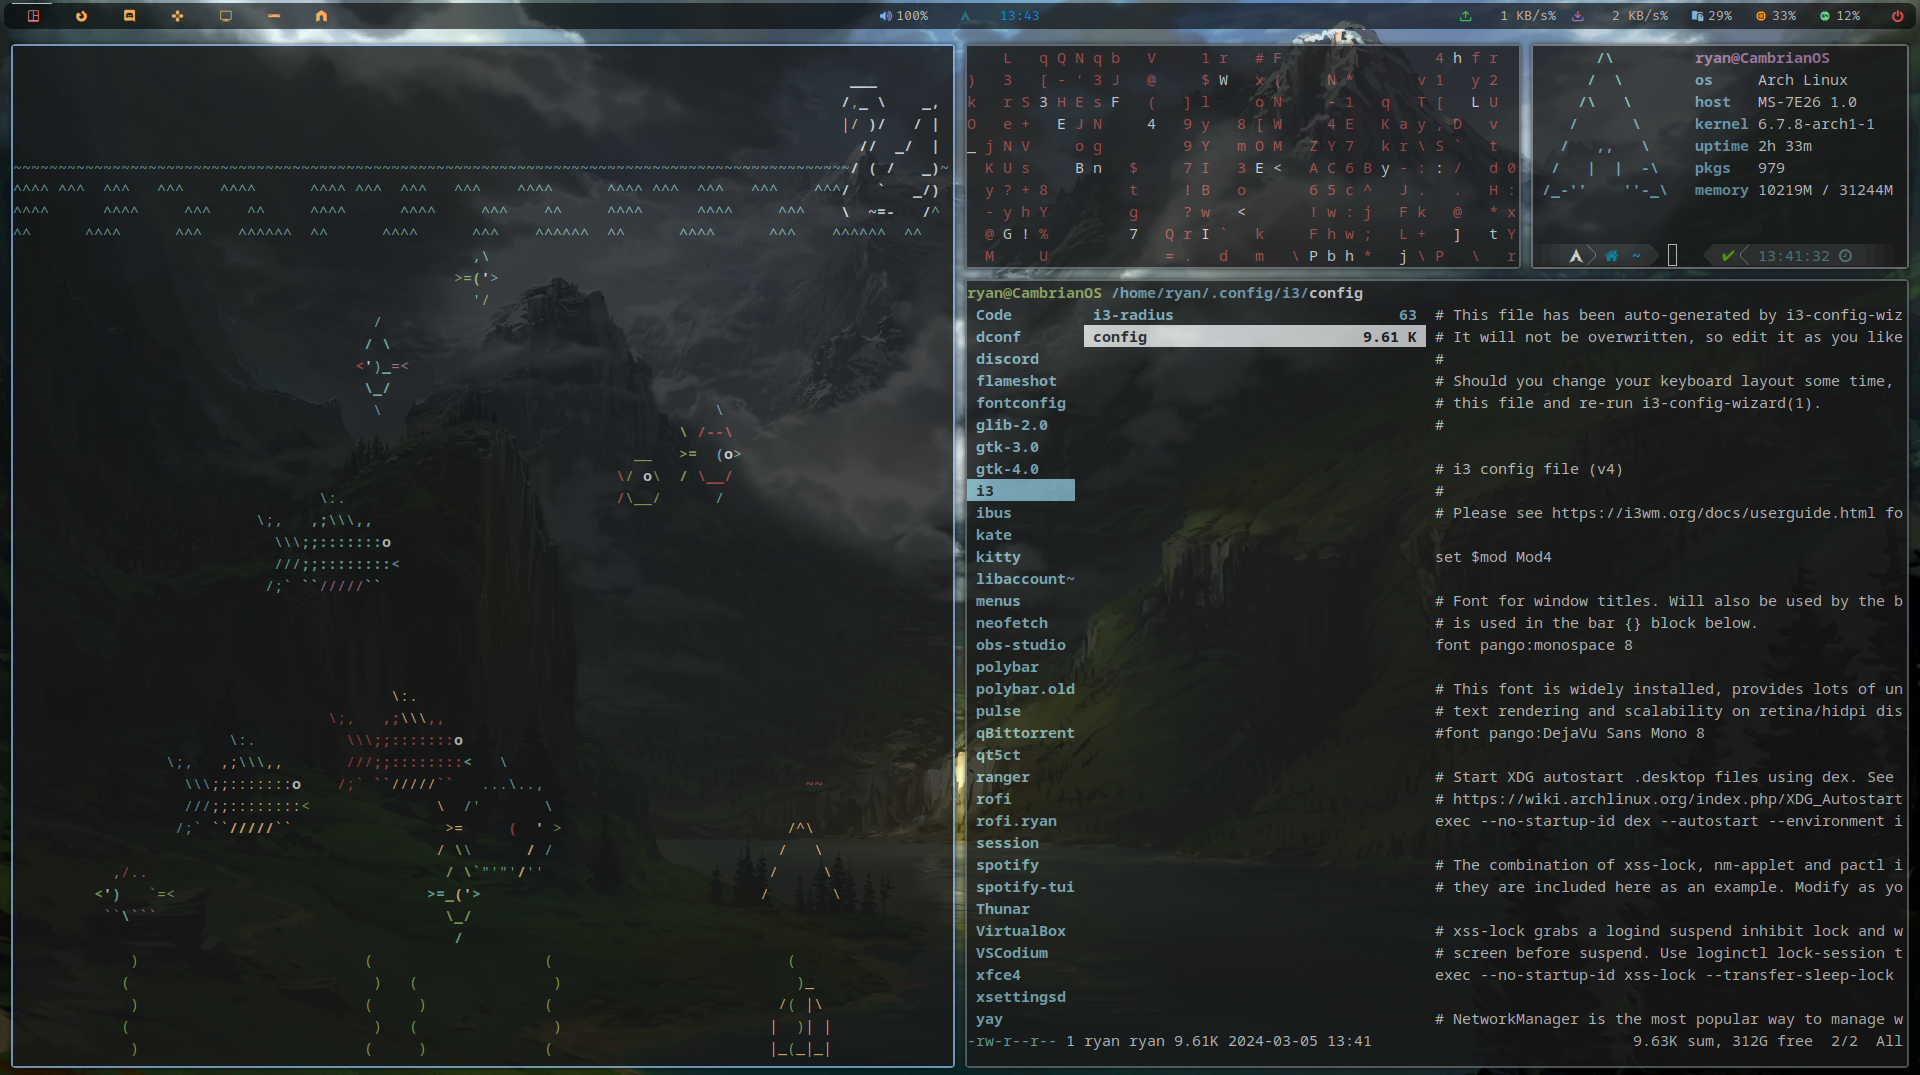 100% 13:43 1 KB/s% 2 KB/s% 29% 33% 12%
ryan@CambrianOS
os Arch Linux
host MS-7E26 1.0
kernel 6.7.8-arch1-1
uptime 2h 33m
pkgs 979
memory 10219M / 31244M
~ 13:41:32
ryan@CambrianOS /home/ryan/.config/i3/config
Code i3-radius 63 # This file has been auto-generated by i3-config-wiz
dconf config 9.61 K # It will not be overwritten, so edit it as you like
discord #
flameshot # Should you change your keyboard layout some time,
fontconfig # this file and re-run i3-config-wizard(1).
glib-2.0 #
gtk-3.0
gtk-4.0 # i3 config file (v4)
i3 #
ibus # Please see https://i3wm.org/docs/userguide.html fo
kate
kitty set $mod Mod4
libaccount~
menus # Font for window titles. Will also be used by the b
neofetch # is used in the bar {} block below.
obs-studio font pango:monospace 8
polybar
polybar.old # This font is widely installed, provides lots of un
pulse # text rendering and scalability on retina/hidpi dis
qBittorrent #font pango:DejaVu Sans Mono 8
qt5ct
ranger # Start XDG autostart .desktop files using dex. See
rofi # https://wiki.archlinux.org/index.php/XDG_Autostart
rofi.ryan exec --no-startup-id dex --autostart --environment i
session
spotify # The combination of xss-lock, nm-applet and pactl i
spotify-tui # they are included here as an example. Modify as yo
Thunar
VirtualBox # xss-lock grabs a logind suspend inhibit lock and w
VSCodium # screen before suspend. Use loginctl lock-session t
xfce4 exec --no-startup-id xss-lock --transfer-sleep-lock
xsettingsd
yay # NetworkManager is the most popular way to manage w
-rw-r--r-- 1 ryan ryan 9.61K 2024-03-05 13:41 9.63K sum, 312G free 2/2 All